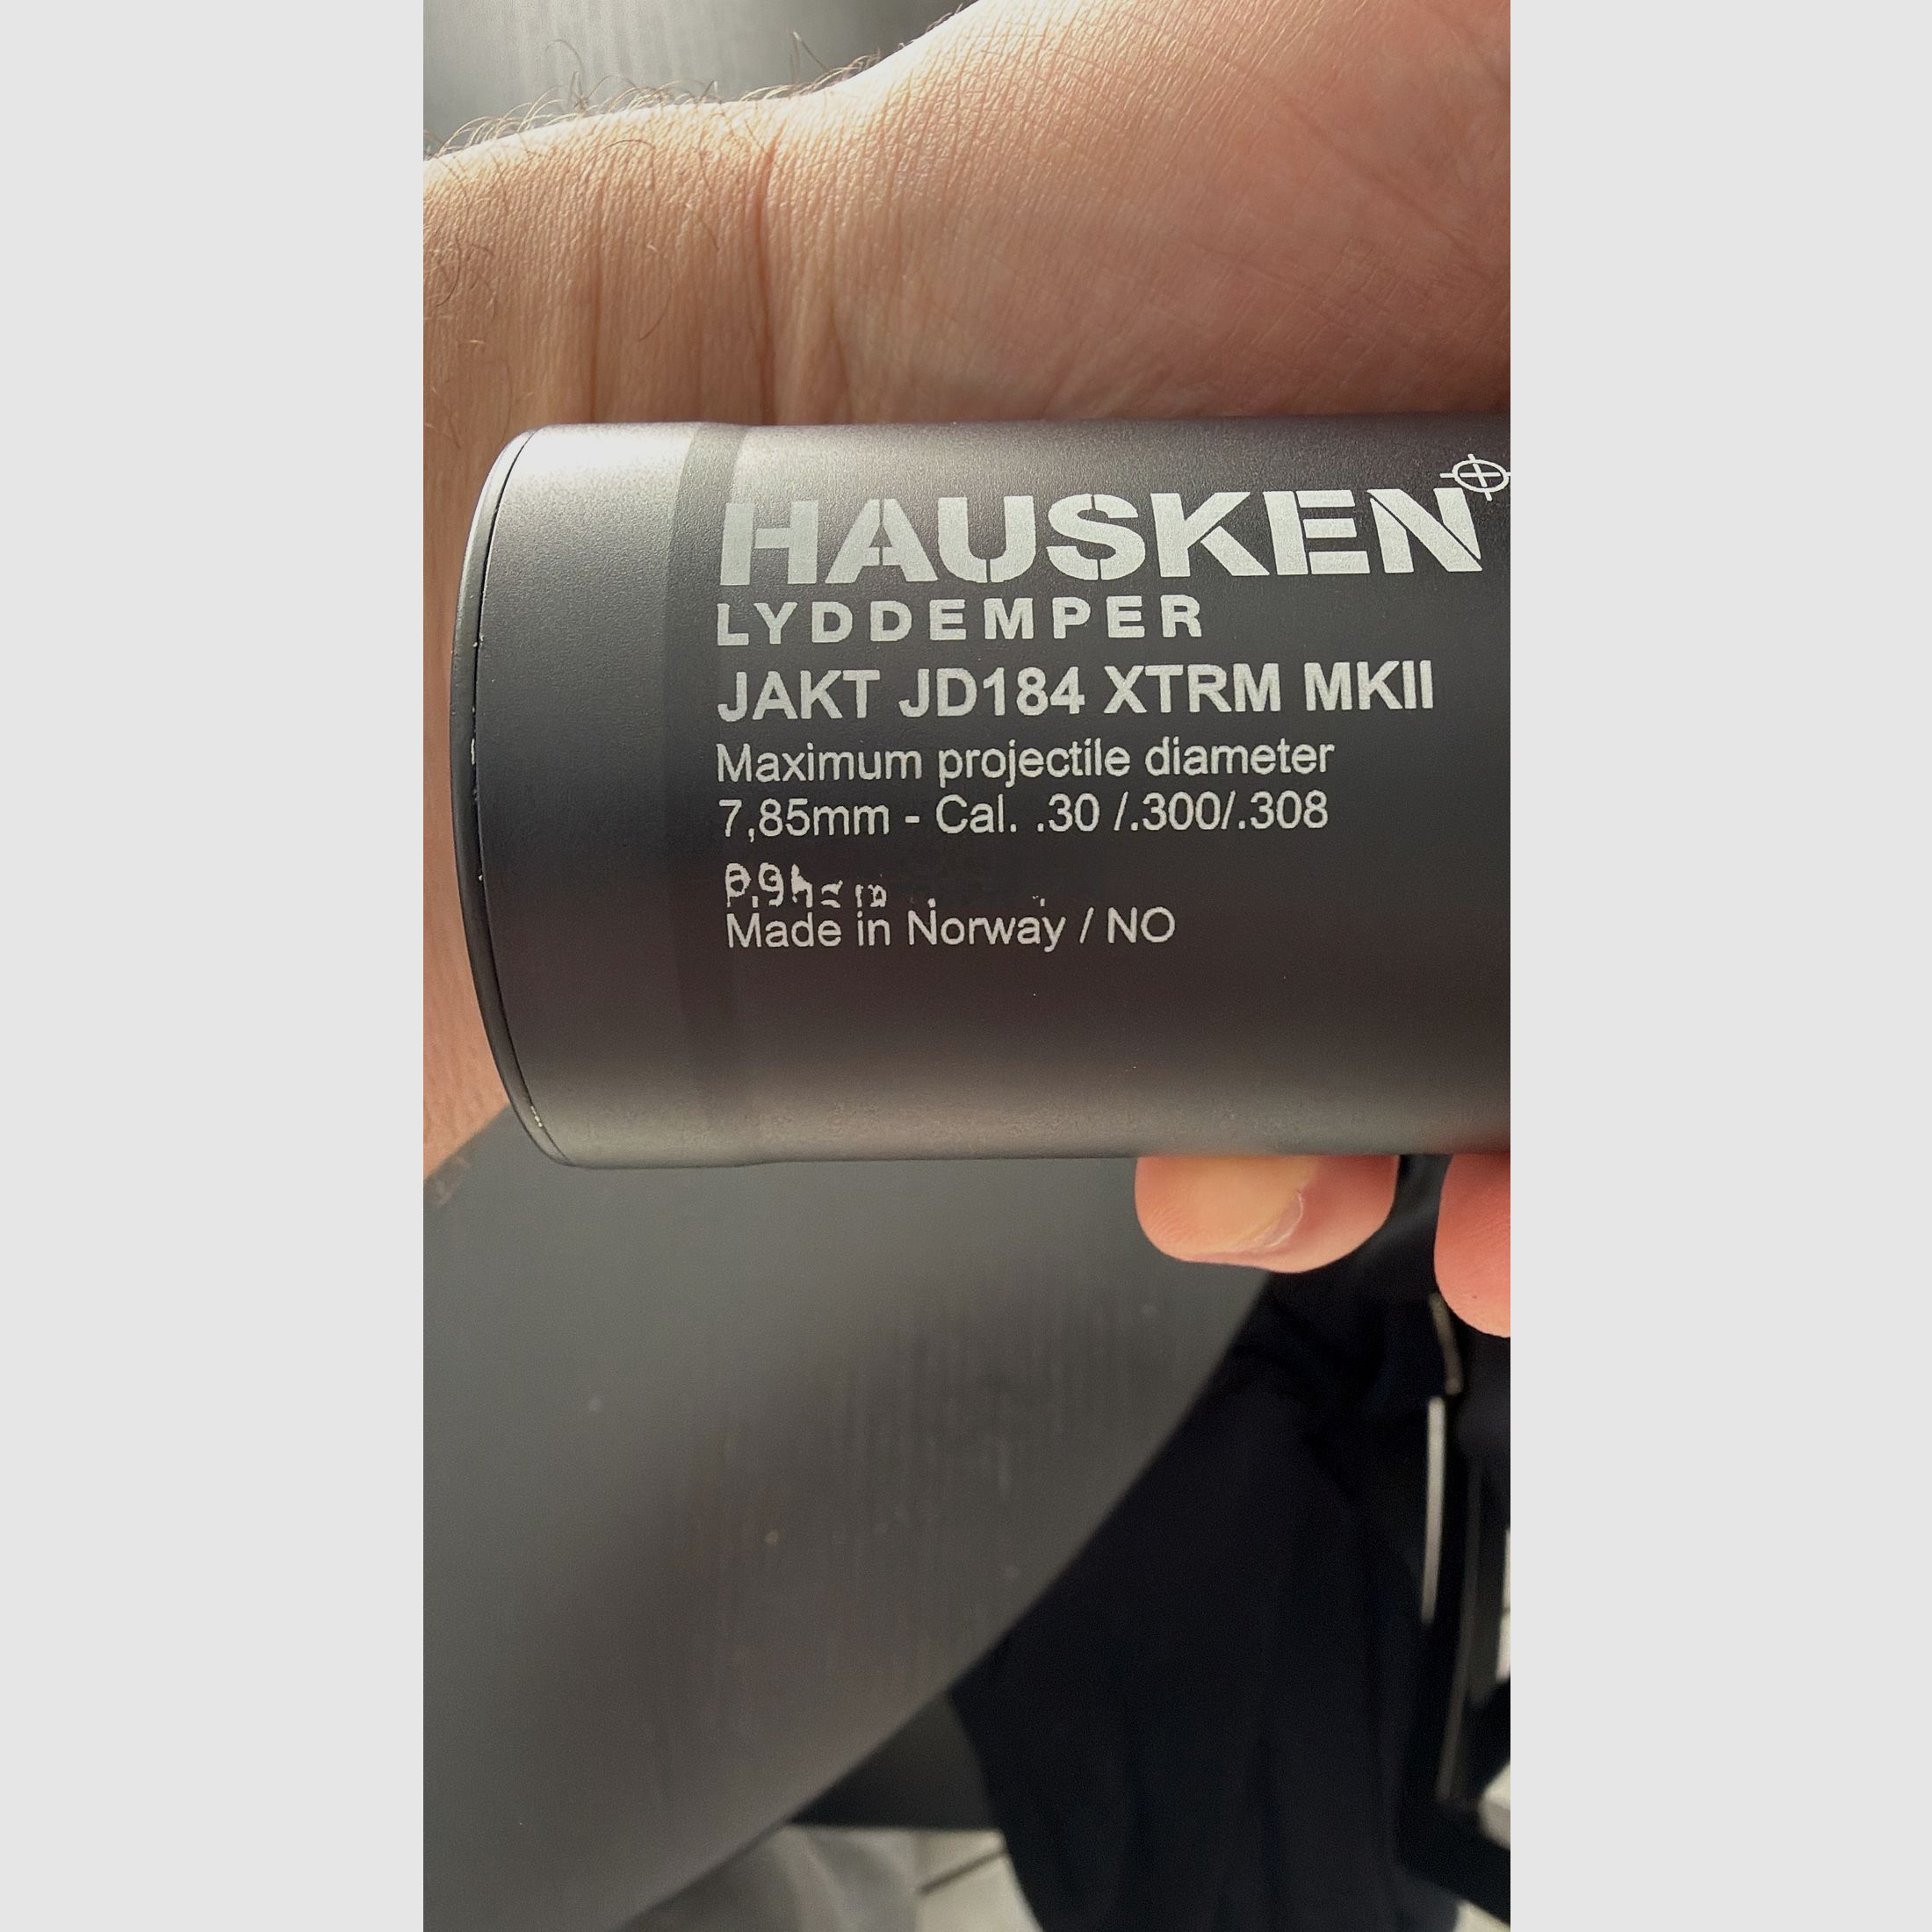 HAUSKEN
LYDDEMPER
JAKT JD184 XTRM MKII
Maximum projectile diameter
7,85mm - Cal. .30 /.300/.308
Made in Norway / NO